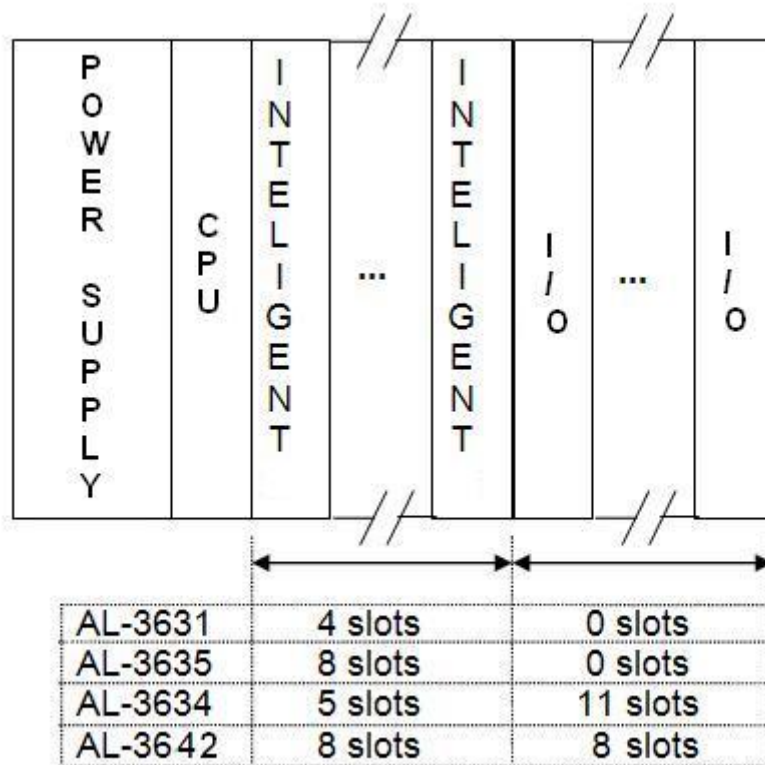 POWER SUPPLY
CPU
INTELIGENT
...
INTELIGENT
I/O
...
I/O
AL-3631 4 slots 0 slots
AL-3635 8 slots 0 slots
AL-3634 5 slots 11 slots
AL-3642 8 slots 8 slots